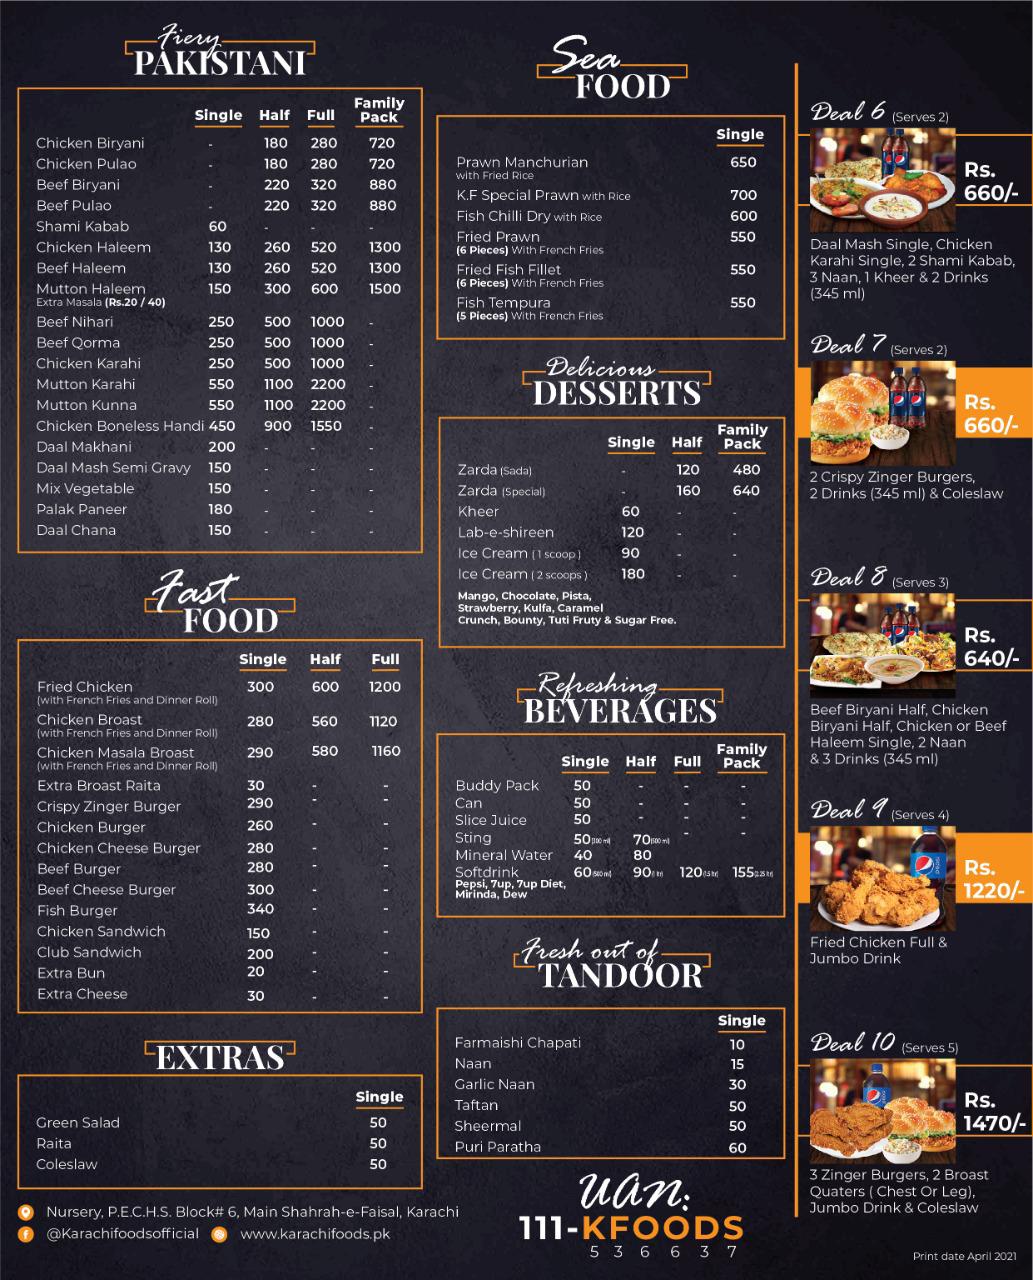 Fiery
PAKISTANI
Single Half Full Family Pack
Chicken Biryani - 180 280 720
Chicken Pulao - 180 280 720
Beef Biryani - 220 320 880
Beef Pulao - 220 320 880
Shami Kabab 60 - - -
Chicken Haleem 130 260 520 1300
Beef Haleem 130 260 520 1300
Mutton Haleem 150 300 600 1500
Extra Masala (Rs.20 / 40)
Beef Nihari 250 500 1000 -
Beef Qorma 250 500 1000 -
Chicken Karahi 250 500 1000 -
Mutton Karahi 550 1100 2200 -
Mutton Kunna 550 1100 2200 -
Chicken Boneless Handi 450 900 1550 -
Daal Makhani 200 - - -
Daal Mash Semi Gravy 150 - - -
Mix Vegetable 150 - - -
Palak Paneer 180 - - -
Daal Chana 150 - - -
Fast
FOOD
Single Half Full
Fried Chicken 300 600 1200
(with French Fries and Dinner Roll)
Chicken Broast 280 560 1120
(with French Fries and Dinner Roll)
Chicken Masala Broast 290 580 1160
(with French Fries and Dinner Roll)
Extra Broast Raita 30 - -
Crispy Zinger Burger 290 - -
Chicken Burger 260 - -
Chicken Cheese Burger 280 - -
Beef Burger 280 - -
Beef Cheese Burger 300 - -
Fish Burger 340 - -
Chicken Sandwich 150 - -
Club Sandwich 200 - -
Extra Bun 20 - -
Extra Cheese 30 - -
EXTRAS
Single
Green Salad 50
Raita 50
Coleslaw 50
Nursery, P.E.C.H.S. Block# 6, Main Shahrah-e-Faisal, Karachi
@Karachifoodsofficial www.karachifoods.pk
Sea
FOOD
Single
Prawn Manchurian 650
with Fried Rice
K.F Special Prawn with Rice 700
Fish Chilli Dry with Rice 600
Fried Prawn 550
(6 Pieces) With French Fries
Fried Fish Fillet 550
(6 Pieces) With French Fries
Fish Tempura 550
(5 Pieces) With French Fries
Delicious
DESSERTS
Single Half Family Pack
Zarda (Sada) - 120 480
Zarda (Special) - 160 640
Kheer 60 - -
Lab-e-shireen 120 - -
Ice Cream ( 1 scoop ) 90 - -
Ice Cream ( 2 scoops ) 180 - -
Mango, Chocolate, Pista,
Strawberry, Kulfa, Caramel
Crunch, Bounty, Tuti Fruty & Sugar Free.
Refreshing
BEVERAGES
Single Half Full Family Pack
Buddy Pack 50 - - -
Can 50 - - -
Slice Juice 50 - - -
Sting 50(300 ml) 70(500 ml) - -
Mineral Water 40 80
Softdrink 60(500 ml) 90(1 ltr) 120(1.5 ltr) 155(2.25 ltr)
Pepsi, 7up, 7up Diet,
Mirinda, Dew
Fresh out of
TANDOOR
Single
Farmaishi Chapati 10
Naan 15
Garlic Naan 30
Taftan 50
Sheermal 50
Puri Paratha 60
UAN:
111-KFOODS
5 3 6 6 3 7
Deal 6 (Serves 2)
Rs.
660/-
Daal Mash Single, Chicken
Karahi Single, 2 Shami Kabab,
3 Naan, 1 Kheer & 2 Drinks
(345 ml)
Deal 7 (Serves 2)
Rs.
660/-
2 Crispy Zinger Burgers,
2 Drinks (345 ml) & Coleslaw
Deal 8 (Serves 3)
Rs.
640/-
Beef Biryani Half, Chicken
Biryani Half, Chicken or Beef
Haleem Single, 2 Naan
& 3 Drinks (345 ml)
Deal 9 (Serves 4)
Rs.
1220/-
Fried Chicken Full &
Jumbo Drink
Deal 10 (Serves 5)
Rs.
1470/-
3 Zinger Burgers, 2 Broast
Quaters ( Chest Or Leg),
Jumbo Drink & Coleslaw
Print date April 2021